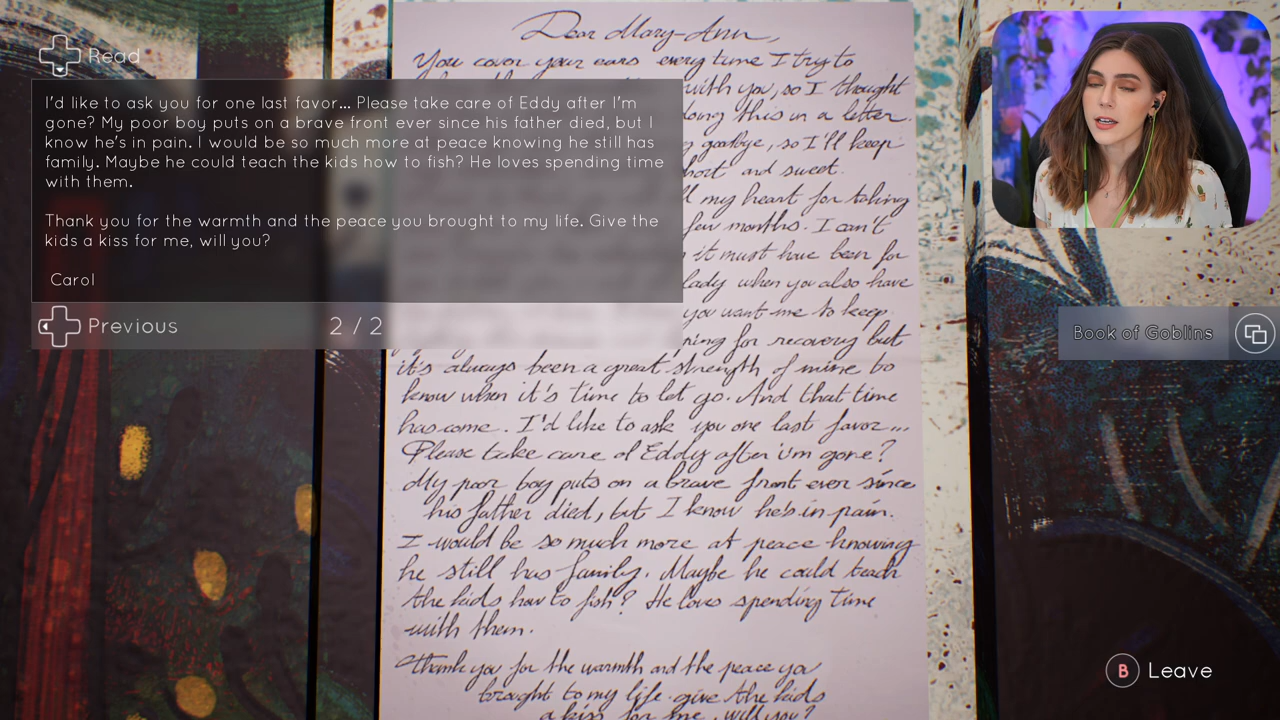 Read
I'd like to ask you for one last favor... Please take care of Eddy after I'm
gone? My poor boy puts on a brave front ever since his father died, but I
know he's in pain. I would be so much more at peace knowing he still has
family. Maybe he could teach the kids how to fish? He loves spending time
with them.
Thank you for the warmth and the peace you brought to my life. Give the
kids a kiss for me, will you?
Carol
Previous
2 / 2
Dear Mary-Ann,
You cover your ears every time I try to
with you, so I thought
doing this in a letter.
goodbye, so I'll keep
short and sweet.
my heart for taking
few months. I can't
it must have been for
lady when you also have
you want me to keep
for recovery but
it's always been a great strength of mine to
know when it's time to let go. And that time
has come. I'd like to ask you one last favor...
Please take care of Eddy after i'm gone?
My poor boy puts on a brave front ever since
his father died, but I know he's in pain.
I would be so much more at peace knowing
he still has family. Maybe he could teach
the kids how to fish? He loves spending time
with them.
thank you for the warmth and the peace you
brought to my life. give the kids
a kiss for me, will you?
Book of Goblins
B Leave